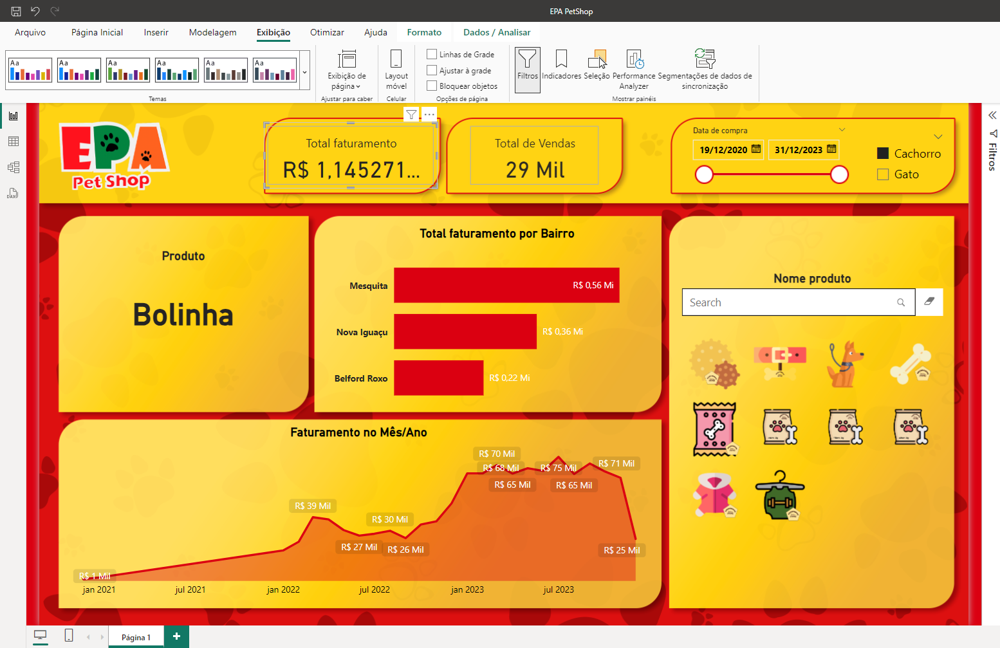 EPA PetShop
Arquivo
Página Inicial
Inserir
Modelagem
Exibição
Otimizar
Ajuda
Formato
Dados / Analisar
Aa
Aa
Aa
Aa
Aa
Aa
Temas
Exibição de
página
Ajustar para caber
Layout
móvel
Celular
Linhas de Grade
Ajustar à grade
Bloquear objetos
Opções de página
Filtros
Indicadores
Seleção
Performance
Analyzer
Segmentações de dados de
sincronização
Mostrar painéis
DAX
EPA
Pet Shop
Total faturamento
R$ 1,145271...
Total de Vendas
29 Mil
Data de compra
19/12/2020
31/12/2023
Cachorro
Gato
Filtros
Produto
Bolinha
Total faturamento por Bairro
Mesquita
R$ 0,56 Mi
Nova Iguaçu
R$ 0,36 Mi
Belford Roxo
R$ 0,22 Mi
Nome produto
Search
Faturamento no Mês/Ano
R$ 1 Mil
R$ 39 Mil
R$ 27 Mil
R$ 30 Mil
R$ 26 Mil
R$ 70 Mil
R$ 68 Mil
R$ 65 Mil
R$ 75 Mil
R$ 65 Mil
R$ 71 Mil
R$ 25 Mil
jan 2021
jul 2021
jan 2022
jul 2022
jan 2023
jul 2023
Página 1